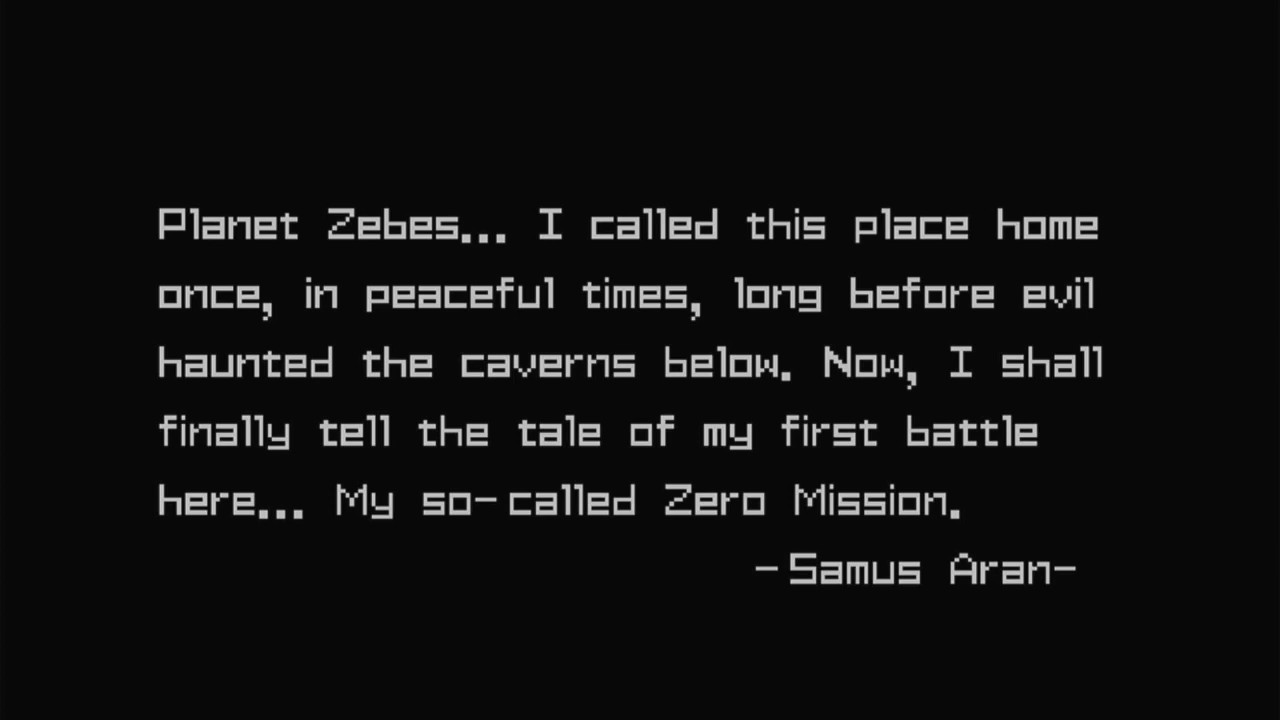 Planet Zebes... I called this place home
once, in peaceful times, long before evil
haunted the caverns below. Now, I shall
finally tell the tale of my first battle
here... My so-called Zero Mission.
-Samus Aran-